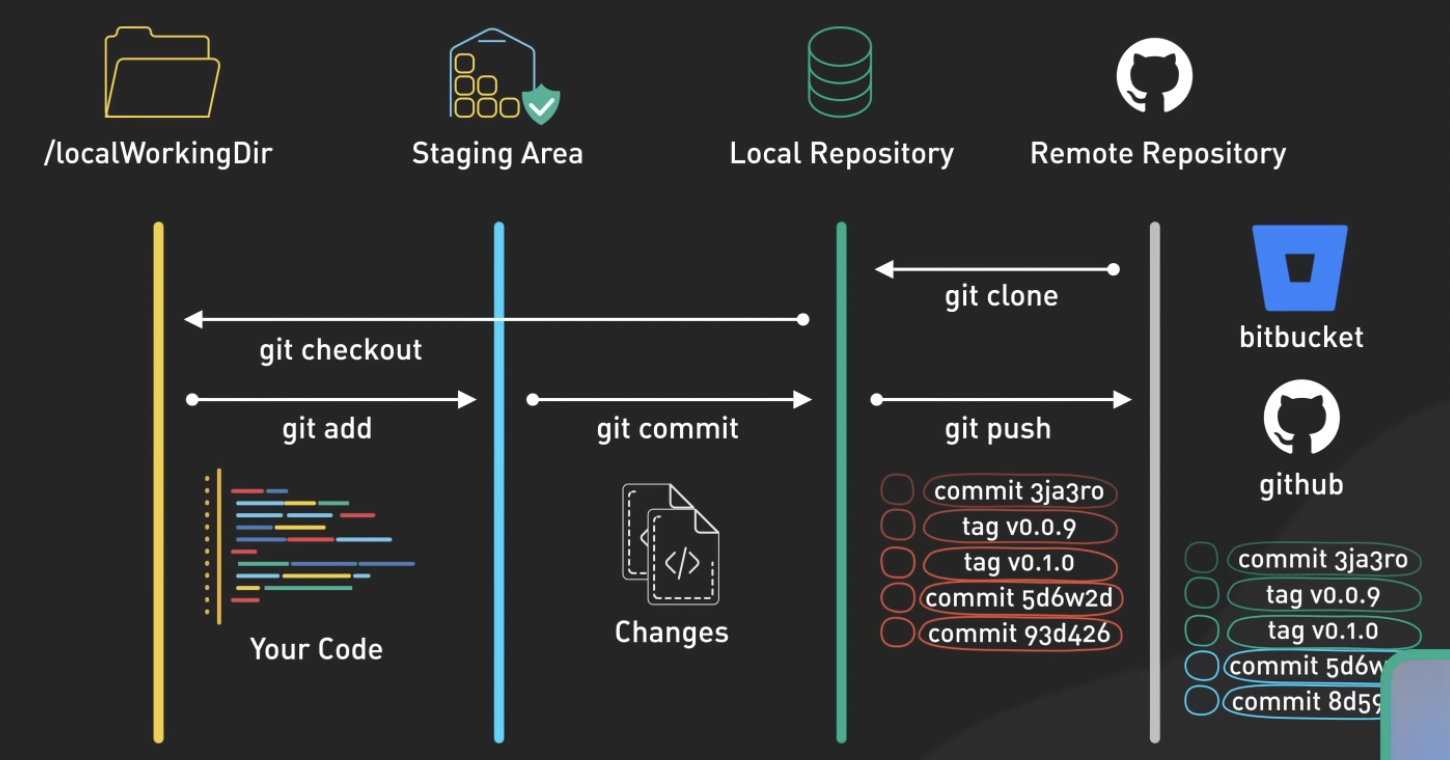 /localWorkingDir
Staging Area
Local Repository
Remote Repository
git clone
bitbucket
git checkout
git add
git commit
git push
github
</>
Your Code
Changes
commit 3ja3ro
tag v0.0.9
tag v0.1.0
commit 5d6w2d
commit 93d426
commit 3ja3ro
tag v0.0.9
tag v0.1.0
commit
commit